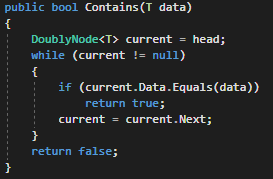 public bool Contains(T data)
{
    DoublyNode<T> current = head;
    while (current != null)
    {
        if (current.Data.Equals(data))
            return true;
        current = current.Next;
    }
    return false;
}